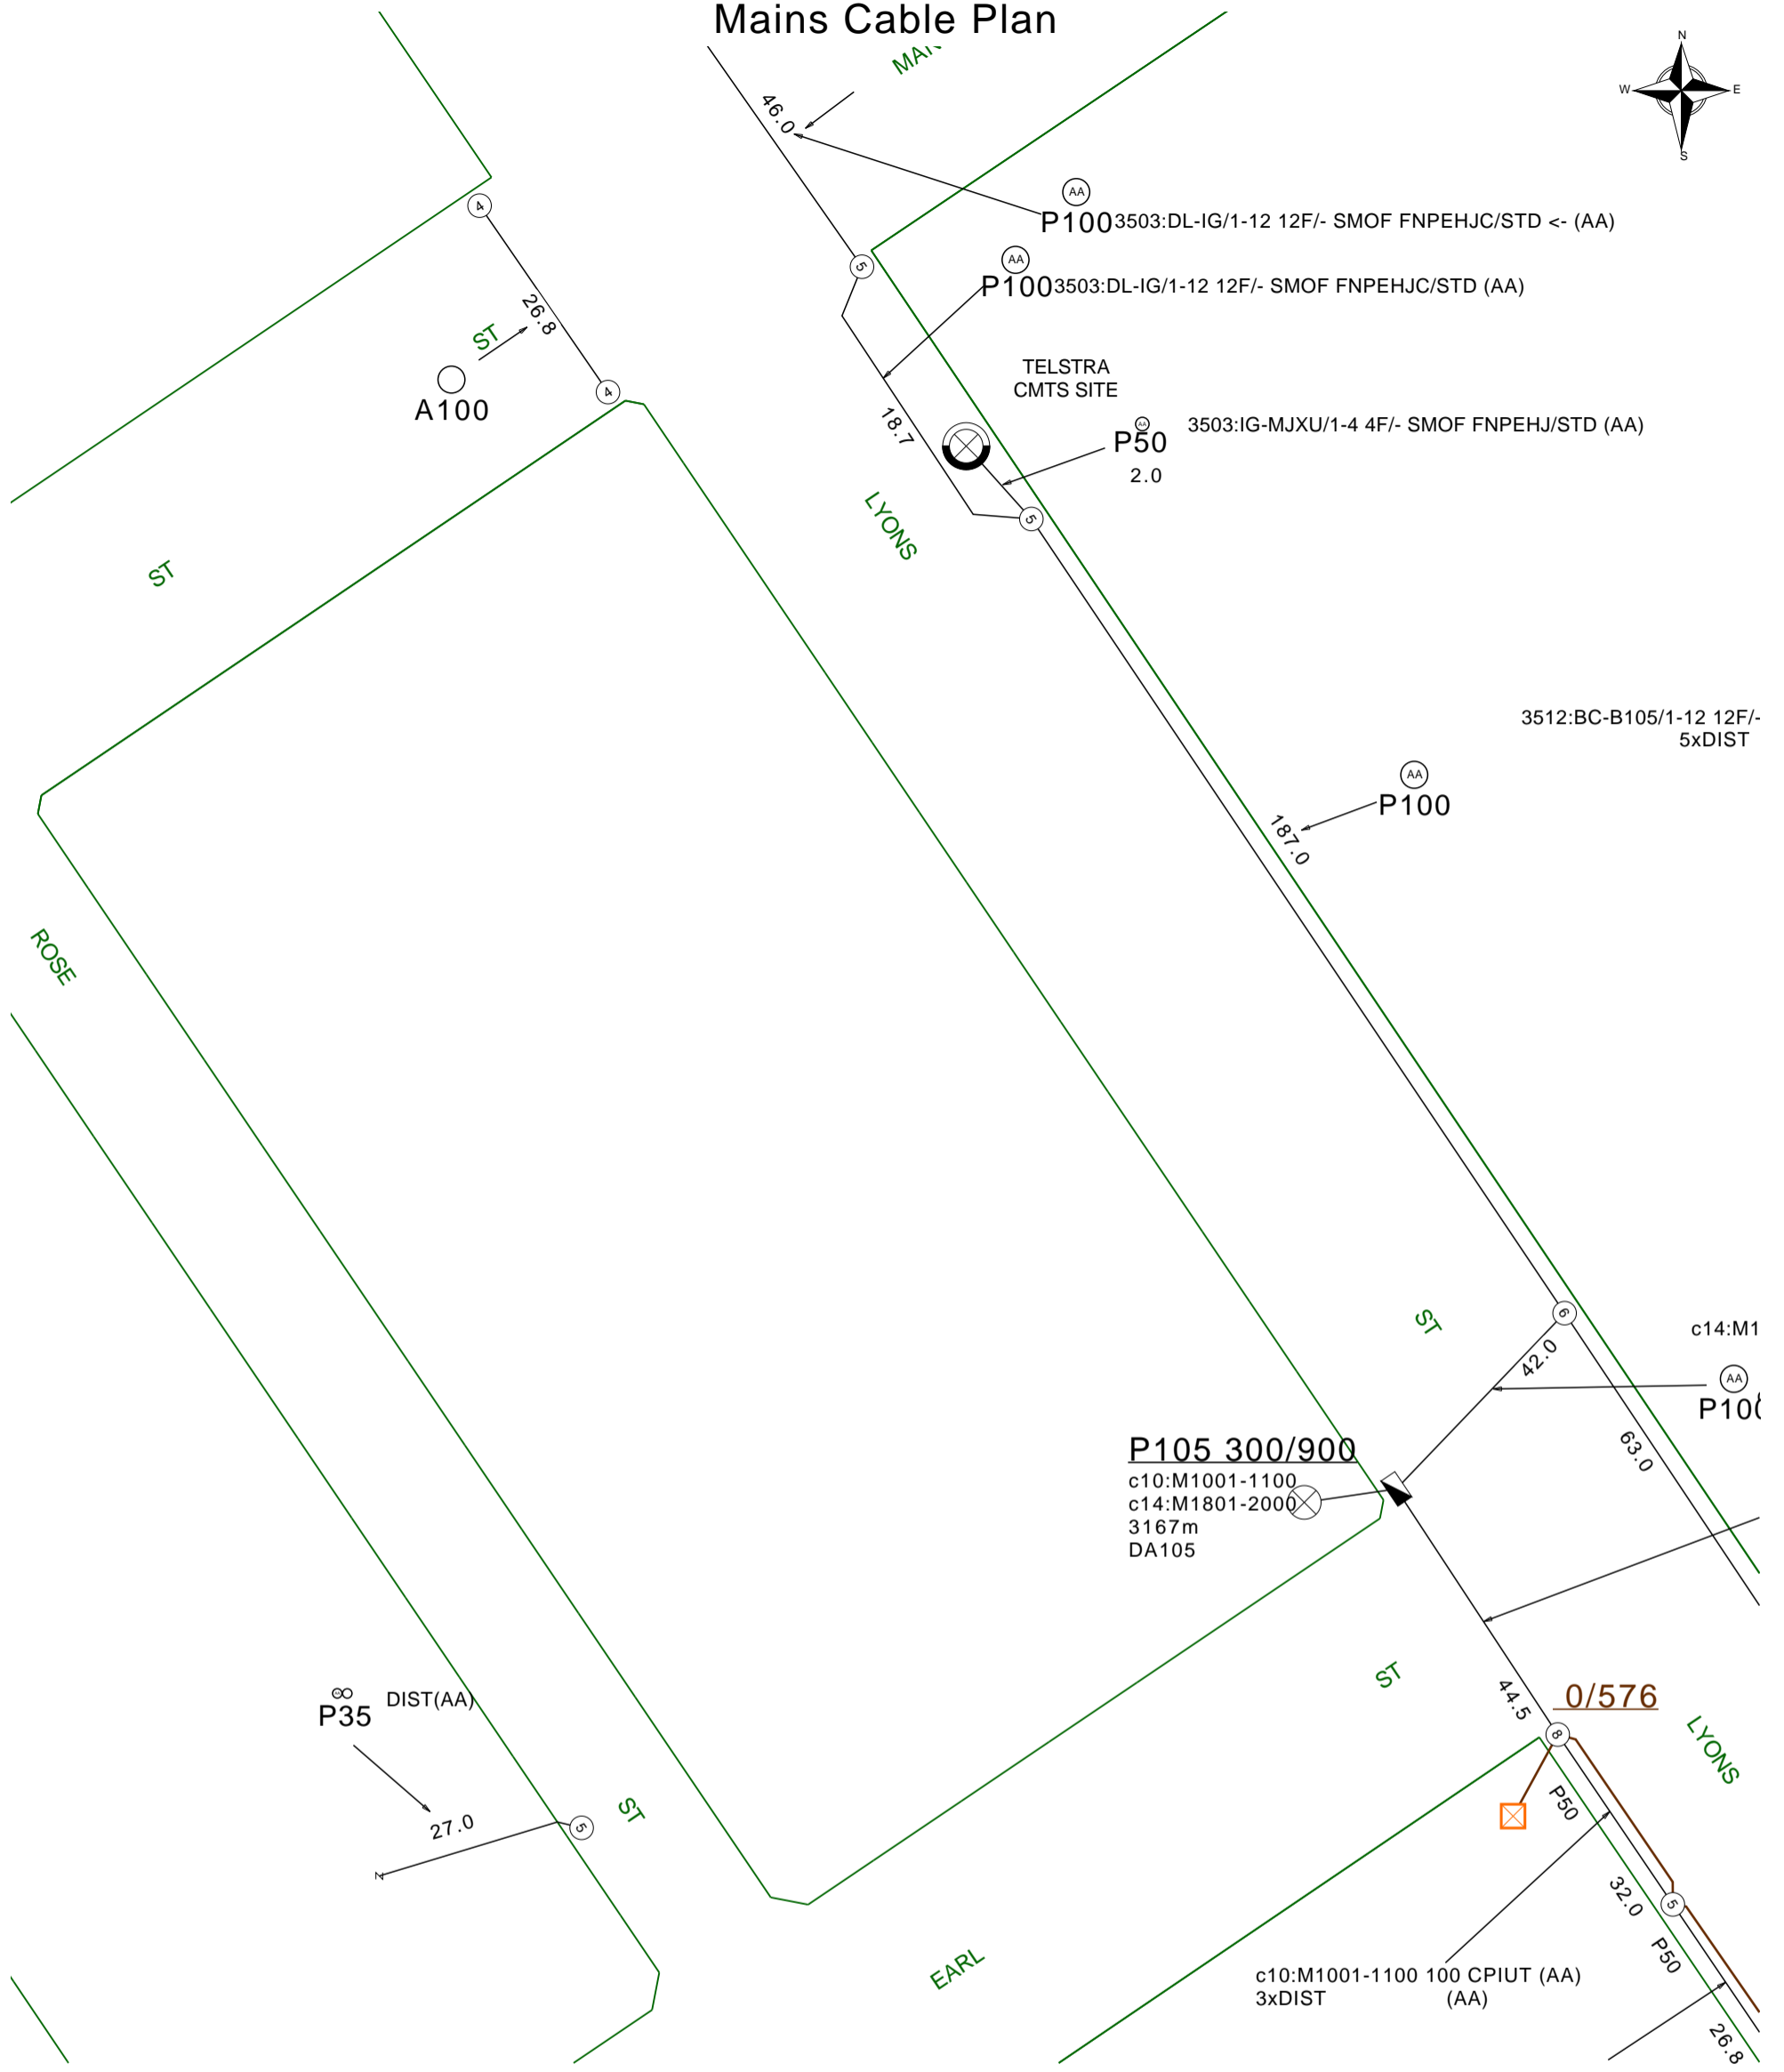 Mains Cable Plan
N
W
E
S
46.0
AA
P100 3503:DL-IG/1-12 12F/- SMOF FNPEHJC/STD <- (AA)
4
5
AA
P100 3503:DL-IG/1-12 12F/- SMOF FNPEHJC/STD (AA)
26.8
ST
A100
4
TELSTRA
CMTS SITE
18.7
AA
P50
2.0
3503:IG-MJXU/1-4 4F/- SMOF FNPEHJ/STD (AA)
5
LYONS
ST
3512:BC-B105/1-12 12F/-
5xDIST
AA
P100
187.0
ROSE
6
ST
c14:M1
42.0
AA
P100
63.0
P105 300/900
c10:M1001-1100
c14:M1801-2000
3167m
DA105
ST
44.5
0/576
8
LYONS
P35
DIST(AA)
27.0
5
ST
P50
32.0
5
P50
EARL
c10:M1001-1100 100 CPIUT (AA)
3xDIST (AA)
26.8